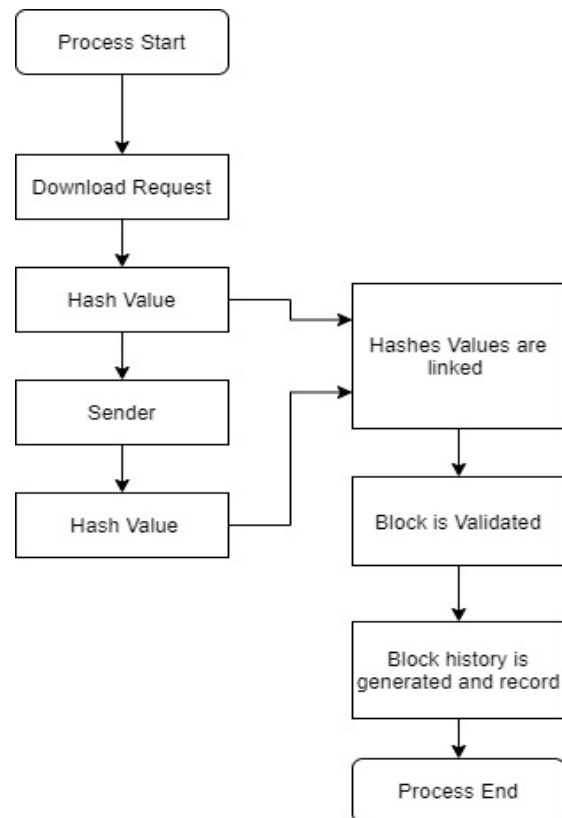 Process Start
Download Request
Hash Value
Sender
Hash Value
Hashes Values are
linked
Block is Validated
Block history is
generated and record
Process End